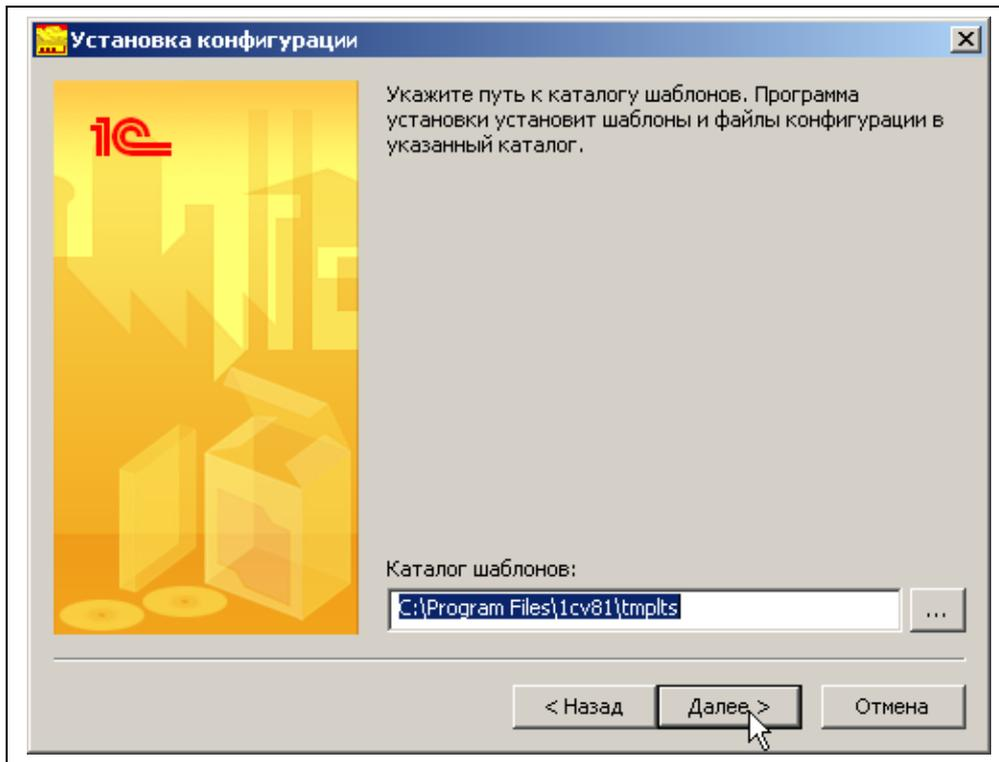 Установка конфигурации
1С
Укажите путь к каталогу шаблонов. Программа
установки установит шаблоны и файлы конфигурации в
указанный каталог.
Каталог шаблонов:
C:\Program Files\1cv81\tmplts
...
< Назад
Далее >
Отмена